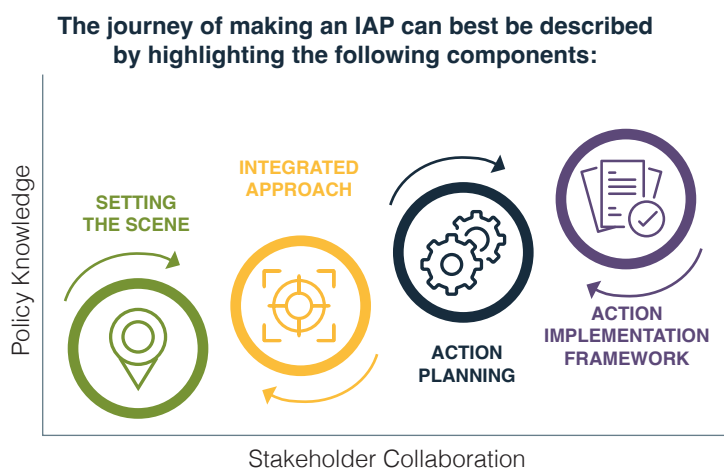 The journey of making an IAP can best be described
by highlighting the following components:
Policy Knowledge
SETTING
THE SCENE
INTEGRATED
APPROACH
ACTION
PLANNING
ACTION
IMPLEMENTATION
FRAMEWORK
Stakeholder Collaboration